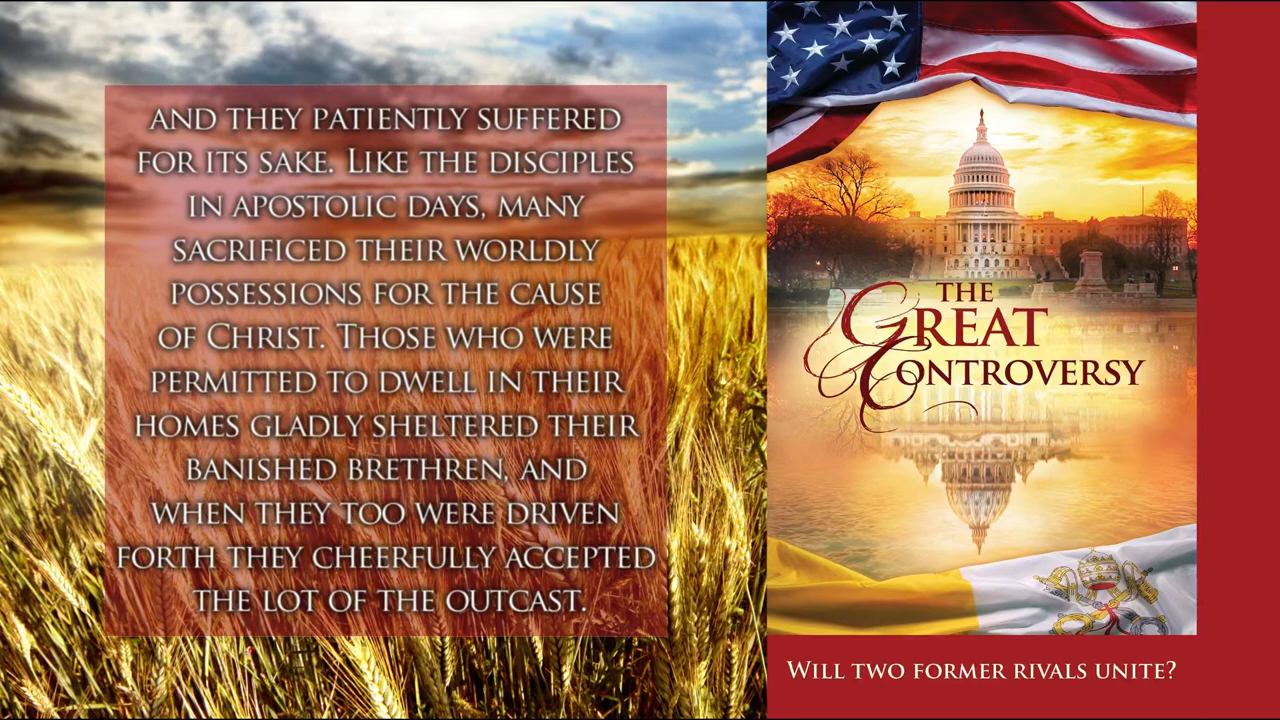 AND THEY PATIENTLY SUFFERED
FOR ITS SAKE. LIKE THE DISCIPLES
IN APOSTOLIC DAYS, MANY
SACRIFICED THEIR WORLDLY
POSSESSIONS FOR THE CAUSE
OF CHRIST. THOSE WHO WERE
PERMITTED TO DWELL IN THEIR
HOMES GLADLY SHELTERED THEIR
BANISHED BRETHREN, AND
WHEN THEY TOO WERE DRIVEN
FORTH THEY CHEERFULLY ACCEPTED
THE LOT OF THE OUTCAST.
THE
GREAT
CONTROVERSY
WILL TWO FORMER RIVALS UNITE?